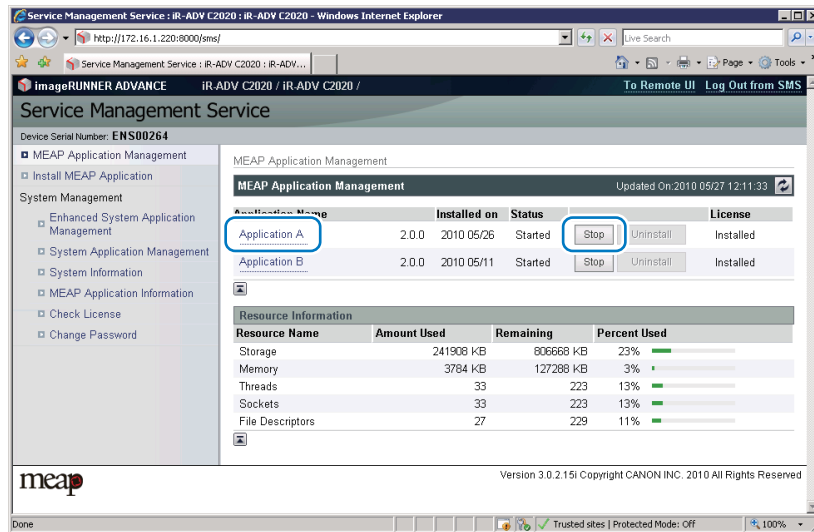 Service Management Service : iR-ADV C2020 : iR-ADV C2020 - Windows Internet Explorer
http://172.16.1.220:8000/sms/
Live Search
Service Management Service : iR-ADV C2020 : iR-ADV...
Page
Tools
imageRUNNER ADVANCE iR-ADV C2020 / iR-ADV C2020 / To Remote UI Log Out from SMS
Service Management Service
Device Serial Number: ENS00264
MEAP Application Management
Install MEAP Application
System Management
Enhanced System Application
Management
System Application Management
System Information
MEAP Application Information
Check License
Change Password
MEAP Application Management
MEAP Application Management Updated On:2010 05/27 12:11:33
Application Name Installed on Status License
Application A 2.0.0 2010 05/26 Started Stop Uninstall Installed
Application B 2.0.0 2010 05/11 Started Stop Uninstall Installed
Resource Information
Resource Name Amount Used Remaining Percent Used
Storage 241908 KB 806668 KB 23%
Memory 3784 KB 127288 KB 3%
Threads 33 223 13%
Sockets 33 223 13%
File Descriptors 27 229 11%
meap
Version 3.0.2.15i Copyright CANON INC. 2010 All Rights Reserved
Done Trusted sites | Protected Mode: Off 100%